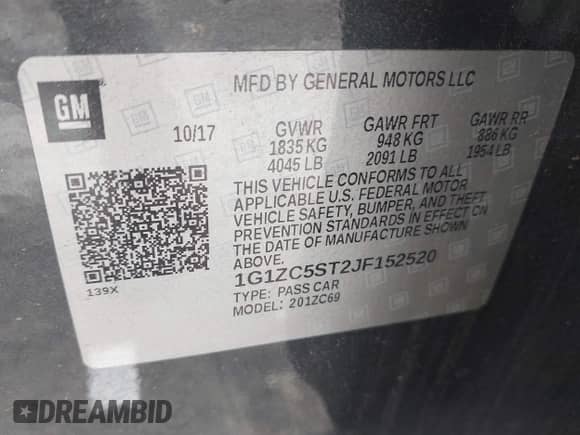 GM
MFD BY GENERAL MOTORS LLC
10/17
GVWR GAWR FRT GAWR RR
1835 KG 948 KG 886 KG
4045 LB 2091 LB 1954 LB
THIS VEHICLE CONFORMS TO ALL
APPLICABLE U.S. FEDERAL MOTOR
VEHICLE SAFETY, BUMPER, AND THEFT
PREVENTION STANDARDS IN EFFECT ON
THE DATE OF MANUFACTURE SHOWN
ABOVE.
1G1ZC5ST2JF152520
TYPE: PASS CAR
MODEL: 201ZC69
139X
DREAMBID